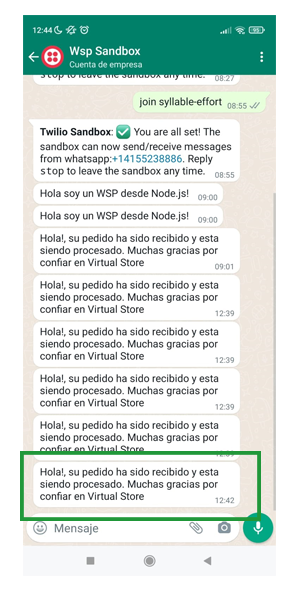 12:44
99
Wsp Sandbox
Cuenta de empresa
stop to leave the sandbox any time. 08:27
join syllable-effort 08:55
Twilio Sandbox: ✅ You are all set! The
sandbox can now send/receive messages
from whatsapp:+14155238886. Reply
stop to leave the sandbox any time. 08:55
Hola soy un WSP desde Node.js! 09:00
Hola soy un WSP desde Node.js! 09:00
Hola!, su pedido ha sido recibido y esta
siendo procesado. Muchas gracias por
confiar en Virtual Store 09:01
Hola!, su pedido ha sido recibido y esta
siendo procesado. Muchas gracias por
confiar en Virtual Store 12:39
Hola!, su pedido ha sido recibido y esta
siendo procesado. Muchas gracias por
confiar en Virtual Store 12:39
Hola!, su pedido ha sido recibido y esta
siendo procesado. Muchas gracias por
confiar en Virtual Store 12:39
Hola!, su pedido ha sido recibido y esta
siendo procesado. Muchas gracias por
confiar en Virtual Store 12:39
Hola!, su pedido ha sido recibido y esta
siendo procesado. Muchas gracias por
confiar en Virtual Store 12:42
Mensaje